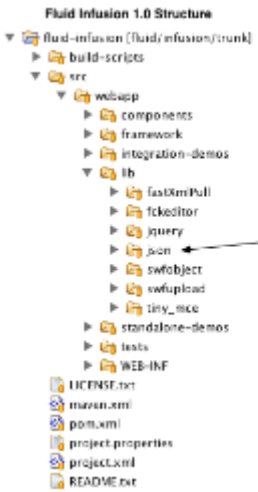 Fluid Infusion 1.0 Structure
fluid-infusion [fluid/infusion/trunk]
build-scripts
src
webapp
components
framework
integration-demos
lib
fastXmlPull
fckeditor
jquery
json
swfobject
swfupload
tiny_mce
standalone-demos
tests
WEB-INF
LICENSE.txt
maven.xml
pom.xml
project.properties
project.xml
README.txt